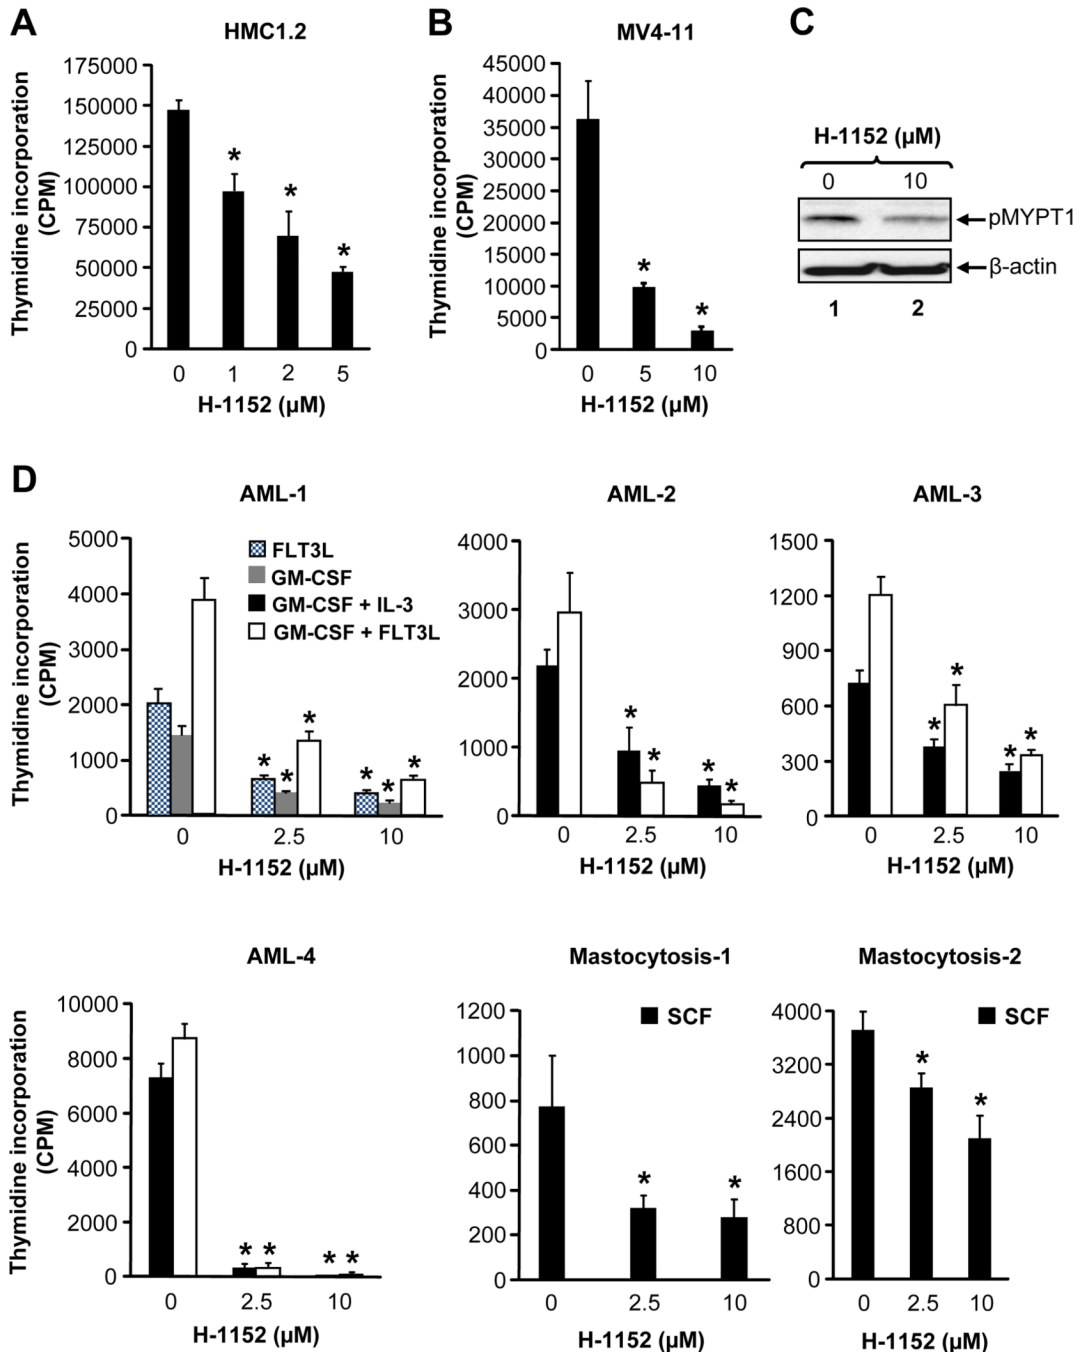 A
HMC1.2
Thymidine incorporation
(CPM)
175000
150000
125000
100000
75000
50000
25000
0
*
*
*
0 1 2 5
H-1152 (µM)
B
MV4-11
Thymidine incorporation
(CPM)
45000
40000
35000
30000
25000
20000
15000
10000
5000
0
*
*
0 5 10
H-1152 (µM)
C
H-1152 (µM)
0 10
pMYPT1
β-actin
1 2
D
AML-1
Thymidine incorporation
(CPM)
5000
4000
3000
2000
1000
0
FLT3L
GM-CSF
GM-CSF + IL-3
GM-CSF + FLT3L
* * *
* * *
0 2.5 10
H-1152 (µM)
AML-2
4000
3000
2000
1000
0
* *
* *
0 2.5 10
H-1152 (µM)
AML-3
1500
1200
900
600
300
0
* *
* *
0 2.5 10
H-1152 (µM)
AML-4
Thymidine incorporation
(CPM)
10000
8000
6000
4000
2000
0
* *
* *
0 2.5 10
H-1152 (µM)
Mastocytosis-1
1200
1000
800
600
400
200
0
SCF
*
*
0 2.5 10
H-1152 (µM)
Mastocytosis-2
4000
3200
2400
1600
800
0
SCF
*
*
0 2.5 10
H-1152 (µM)